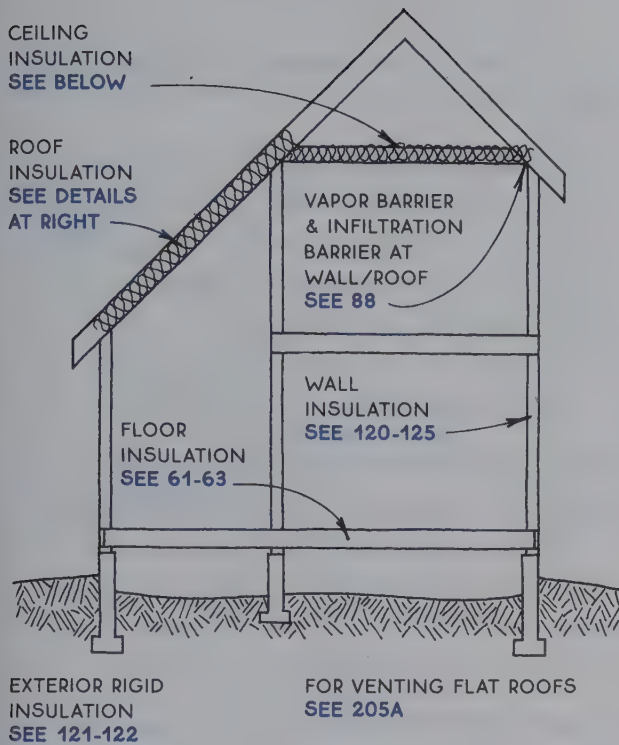 CEILING
INSULATION
SEE BELOW
ROOF
INSULATION
SEE DETAILS
AT RIGHT
VAPOR BARRIER
& INFILTRATION
BARRIER AT
WALL/ROOF
SEE 88
WALL
INSULATION
SEE 120-125
FLOOR
INSULATION
SEE 61-63
EXTERIOR RIGID
INSULATION
SEE 121-122
FOR VENTING FLAT ROOFS
SEE 205A